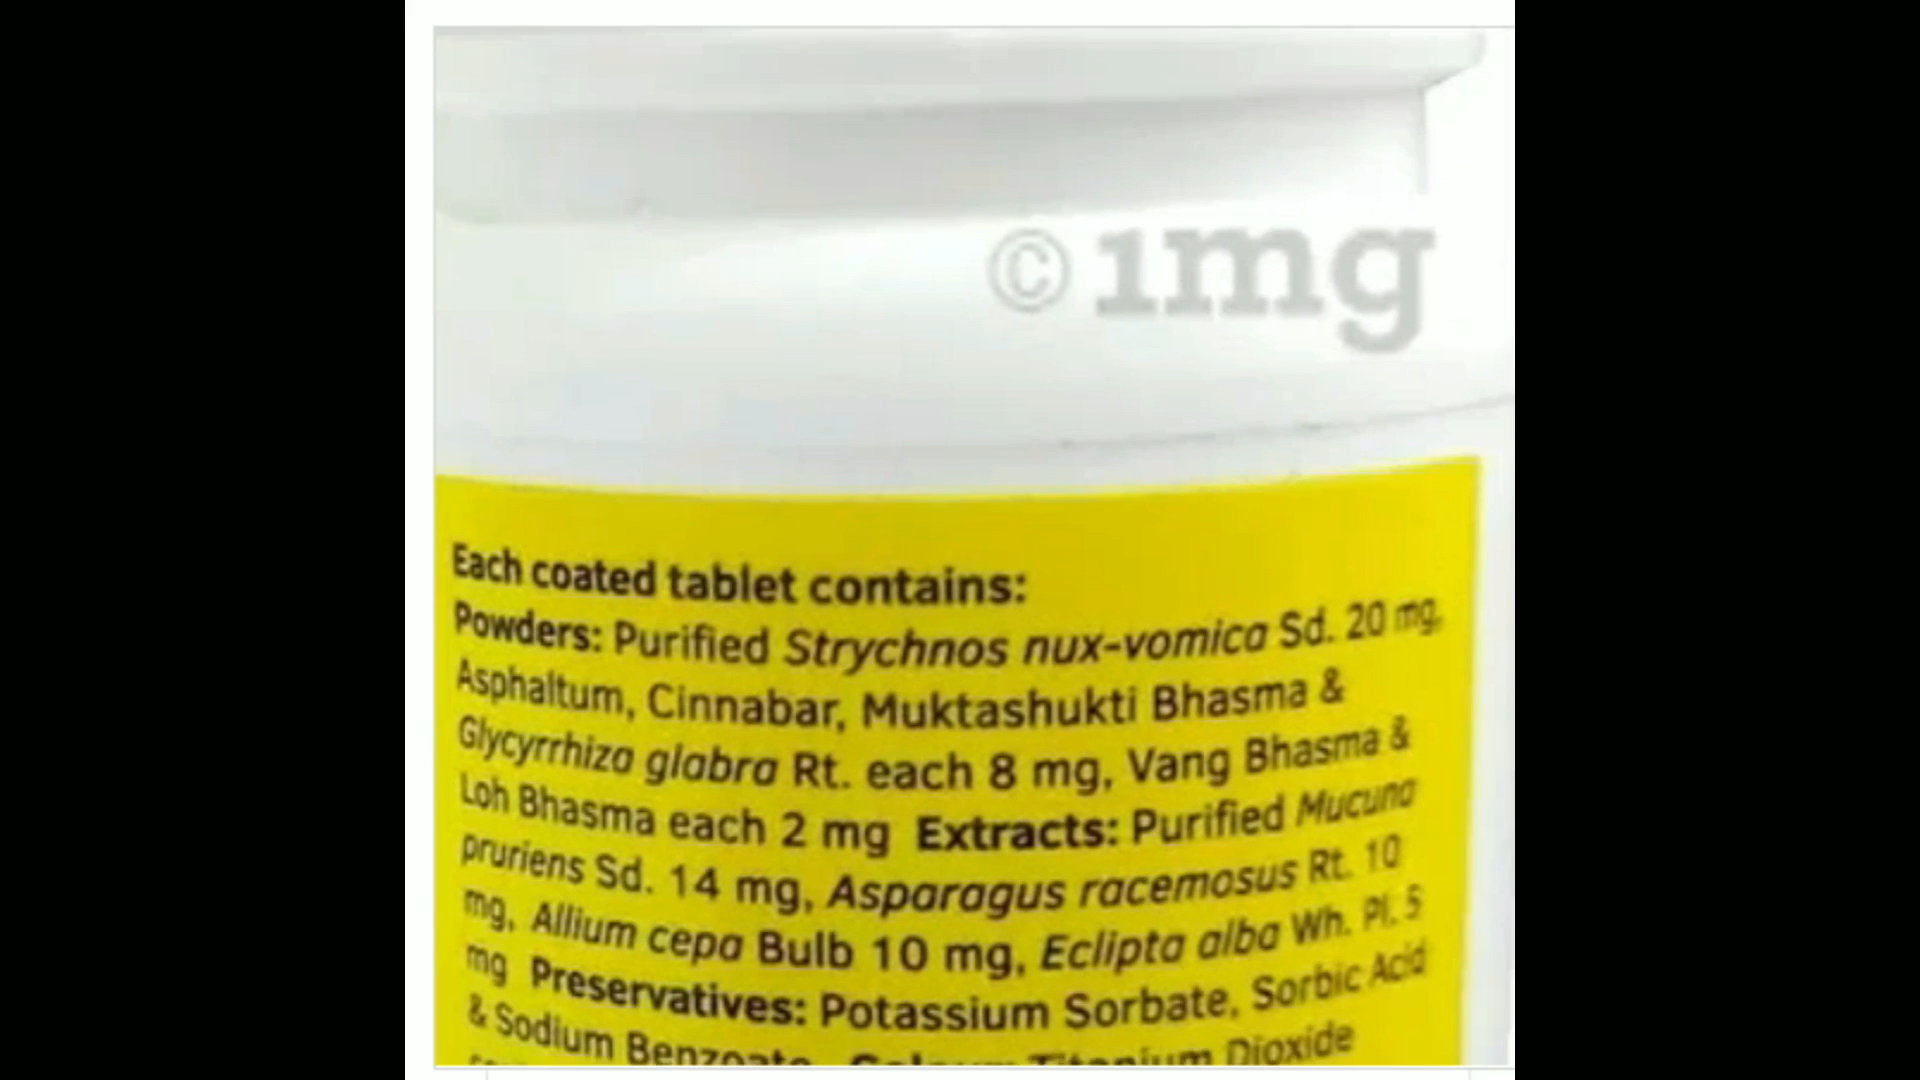 © 1mg
Each coated tablet contains:
Powders: Purified Strychnos nux-vomica Sd. 20 mg,
Asphaltum, Cinnabar, Muktashukti Bhasma &
Glycyrrhiza glabra Rt. each 8 mg, Vang Bhasma &
Loh Bhasma each 2 mg Extracts: Purified Mucuna
pruriens Sd. 14 mg, Asparagus racemosus Rt. 10
mg, Allium cepa Bulb 10 mg, Eclipta alba Wh. Pl. 5
mg Preservatives: Potassium Sorbate, Sorbic Acid
& Sodium Benzoate Colour: Titanium Dioxide